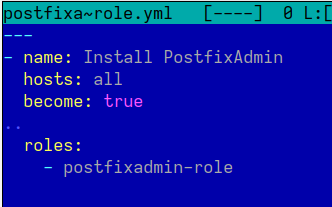 postfixa~role.yml [----] 0 L:[
---
- name: Install PostfixAdmin
hosts: all
become: true
..
roles:
- postfixadmin-role